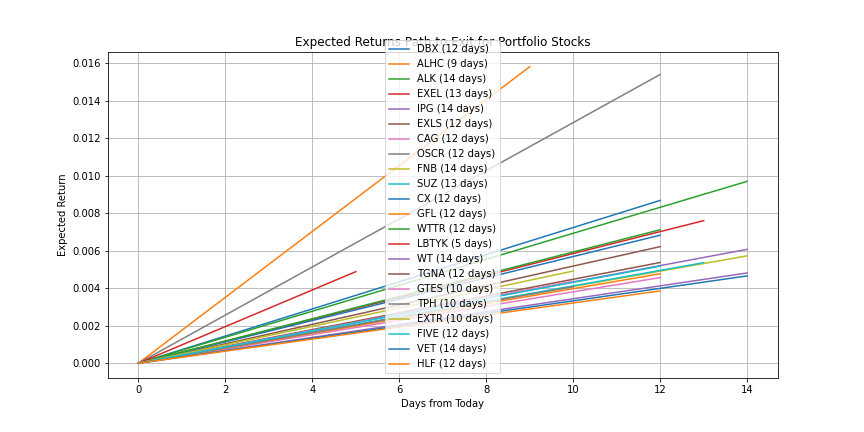 Expected Returns Path to Exit for Portfolio Stocks
DBX (12 days)
ALHC (9 days)
ALK (14 days)
EXEL (13 days)
IPG (14 days)
EXLS (12 days)
CAG (12 days)
OSCR (12 days)
FNB (14 days)
SUZ (13 days)
CX (12 days)
GFL (12 days)
WTTR (12 days)
LBTYK (5 days)
WT (14 days)
TGNA (12 days)
GTES (10 days)
TPH (10 days)
EXTR (10 days)
FIVE (12 days)
VET (14 days)
HLF (12 days)
Expected Return
0.016
0.014
0.012
0.010
0.008
0.006
0.004
0.002
0.000
0 2 4 6 8 10 12 14
Days from Today